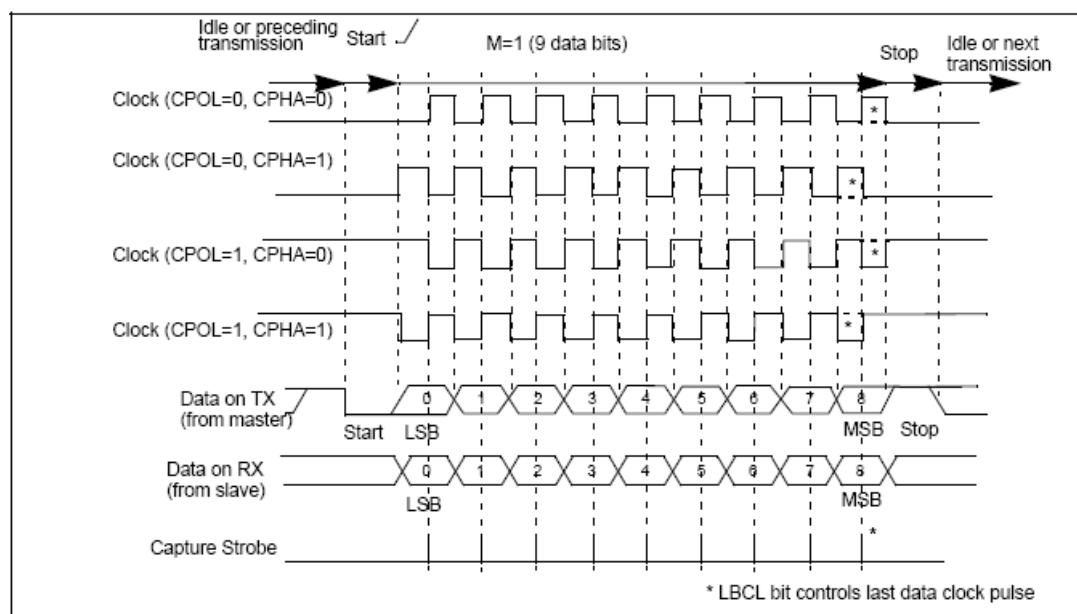 Idle or preceding
transmission
Start
M=1 (9 data bits)
Stop
Idle or next
transmission
Clock (CPOL=0, CPHA=0)
*
Clock (CPOL=0, CPHA=1)
*
Clock (CPOL=1, CPHA=0)
*
Clock (CPOL=1, CPHA=1)
*
Data on TX
(from master)
0 1 2 3 4 5 6 7 8
Start LSB MSB Stop
Data on RX
(from slave)
0 1 2 3 4 5 6 7 8
LSB MSB
Capture Strobe
*
* LBCL bit controls last data clock pulse